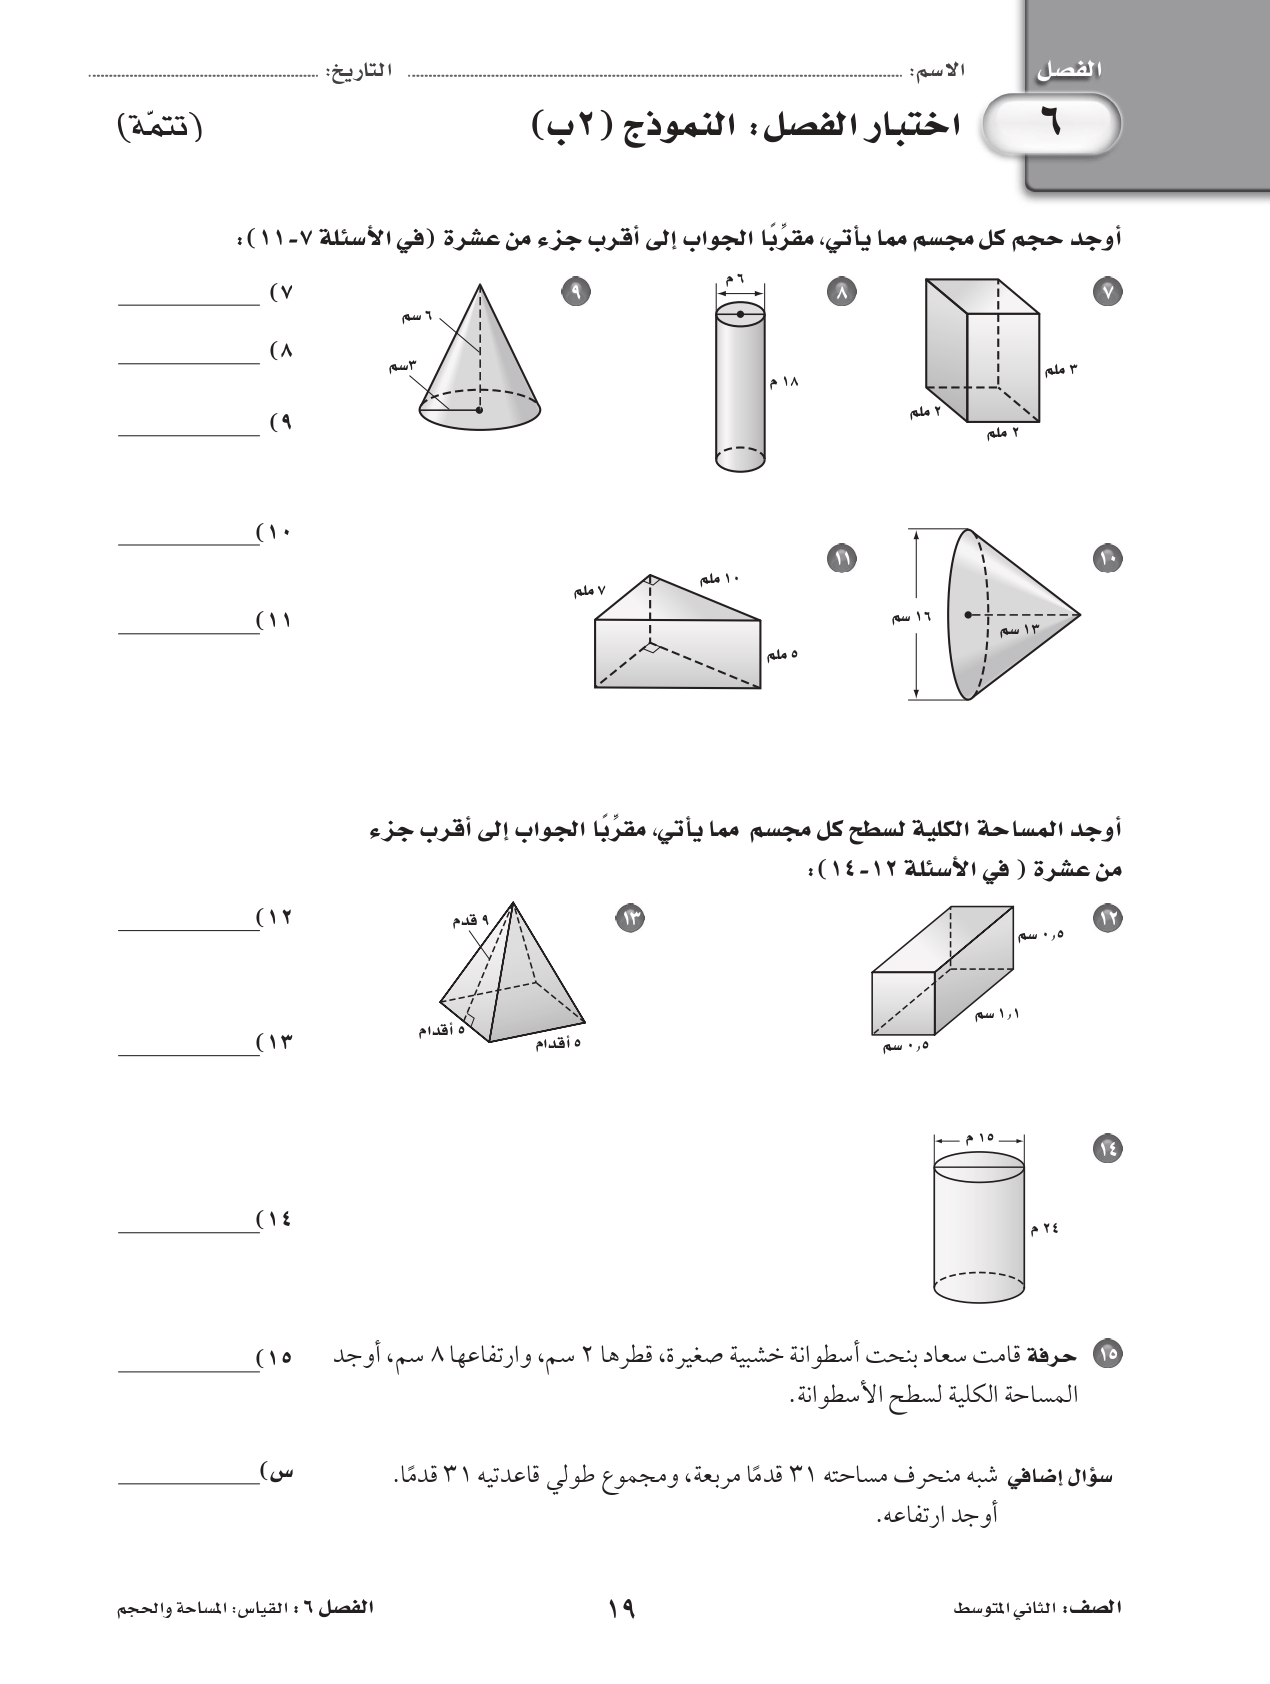 الفصل
٦
الاسم: التاريخ:
اختبار الفصل: النموذج (٢ب) (تتمّة)
أوجد حجم كل مجسم مما يأتي، مقرِّبًا الجواب إلى أقرب جزء من عشرة (في الأسئلة ٧-١١):
٧
٣ ملم
٢ ملم
٢ ملم
٨
٦ م
١٨ م
٩
٦ سم
٣سم
٧)
٨)
٩)
١٠
١٦ سم
١٣ سم
١١
١٠ ملم
٧ ملم
٥ ملم
١٠)
١١)
أوجد المساحة الكلية لسطح كل مجسم مما يأتي، مقرِّبًا الجواب إلى أقرب جزء
من عشرة ( في الأسئلة ١٢-١٤):
١٢
٠٫٥ سم
١٫١ سم
٠٫٥ سم
١٣
٩ قدم
٥ أقدام
٥ أقدام
١٢)
١٣)
١٤
١٥ م
٢٤ م
١٤)
١٥ حرفة قامت سعاد بنحت أسطوانة خشبية صغيرة، قطرها ٢ سم، وارتفاعها ٨ سم، أوجد
المساحة الكلية لسطح الأسطوانة.
١٥)
سؤال إضافي شبه منحرف مساحته ٣١ قدمًا مربعة، ومجموع طولي قاعدتيه ٣١ قدمًا.
أوجد ارتفاعه.
س)
الصف: الثاني المتوسط ١٩ الفصل ٦ : القياس: المساحة والحجم